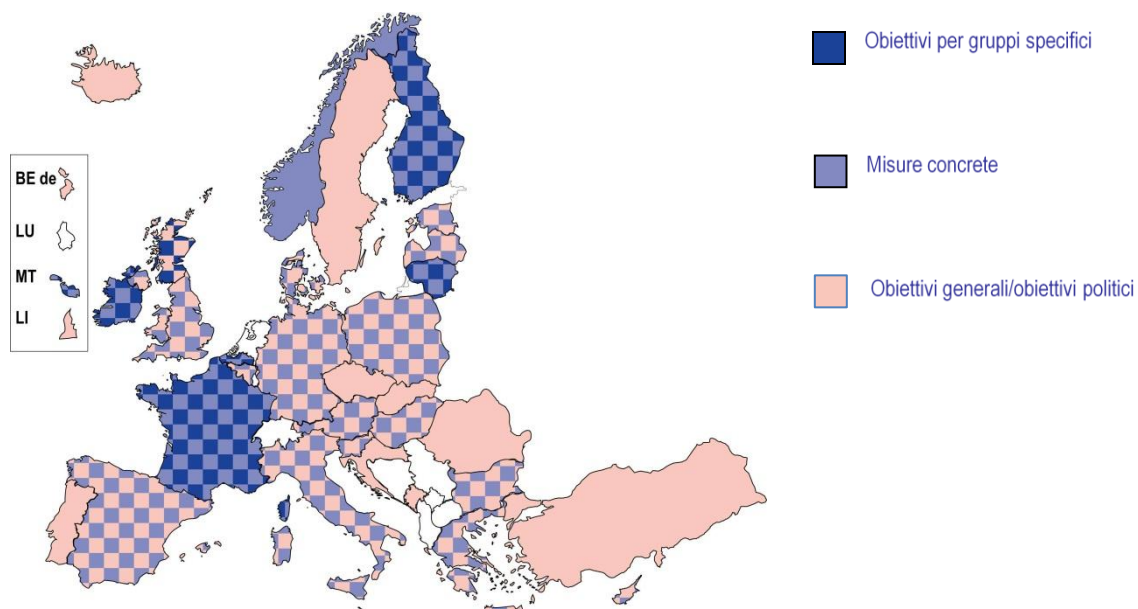 Obiettivi per gruppi specifici
Misure concrete
Obiettivi generali/obiettivi politici
BE de
LU
MT
LI